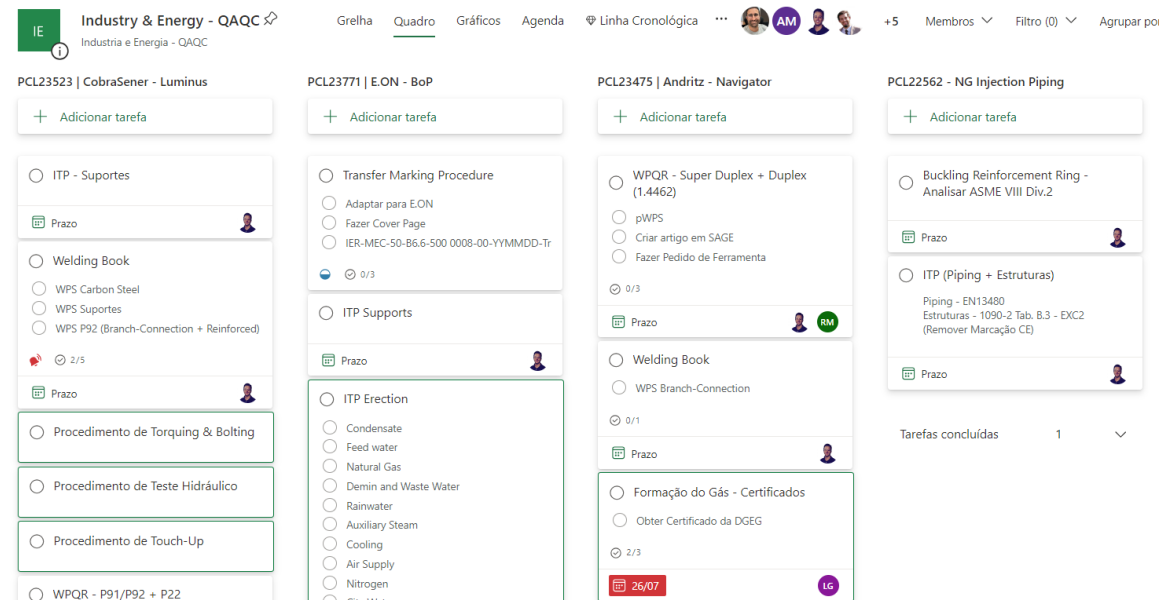 IE
Industry & Energy - QAQC
Industria e Energia - QAQC
Grelha
Quadro
Gráficos
Agenda
Linha Cronológica
...
AM
+5
Membros
Filtro (0)
Agrupar por
PCL23523 | CobraSener - Luminus
Adicionar tarefa
ITP - Suportes
Prazo
Welding Book
WPS Carbon Steel
WPS Suportes
WPS P92 (Branch-Connection + Reinforced)
2/5
Prazo
Procedimento de Torquing & Bolting
Procedimento de Teste Hidráulico
Procedimento de Touch-Up
WPQR - P91/P92 + P22
PCL23771 | E.ON - BoP
Adicionar tarefa
Transfer Marking Procedure
Adaptar para E.ON
Fazer Cover Page
IER-MEC-50-B6.6-500 0008-00-YYMMDD-Tr
0/3
ITP Supports
Prazo
ITP Erection
Condensate
Feed water
Natural Gas
Demin and Waste Water
Rainwater
Auxiliary Steam
Cooling
Air Supply
Nitrogen
PCL23475 | Andritz - Navigator
Adicionar tarefa
WPQR - Super Duplex + Duplex
(1.4462)
pWPS
Criar artigo em SAGE
Fazer Pedido de Ferramenta
0/3
Prazo
RM
Welding Book
WPS Branch-Connection
0/1
Prazo
Formação do Gás - Certificados
Obter Certificado da DGEG
2/3
26/07
LG
PCL22562 - NG Injection Piping
Adicionar tarefa
Buckling Reinforcement Ring -
Analisar ASME VIII Div.2
Prazo
ITP (Piping + Estruturas)
Piping - EN13480
Estruturas - 1090-2 Tab. B.3 - EXC2
(Remover Marcação CE)
Prazo
Tarefas concluídas
1